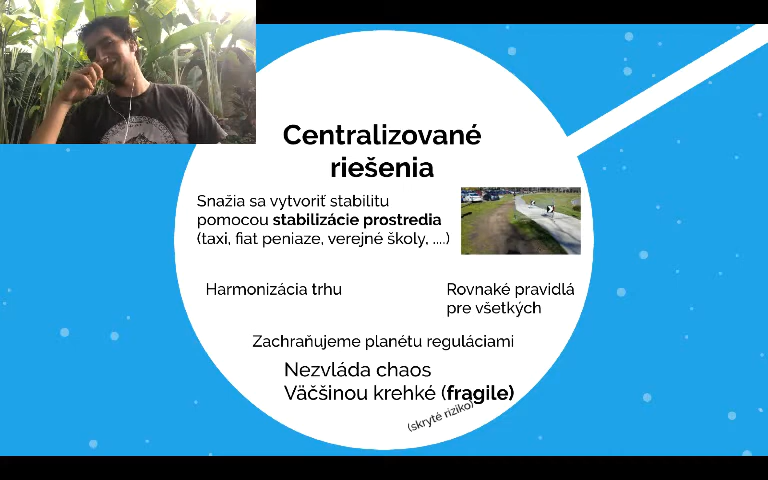 Centralizované
riešenia
Snažia sa vytvoriť stabilitu
pomocou stabilizácie prostredia
(taxi, fiat peniaze, verejné školy, ....)
Harmonizácia trhu
Rovnaké pravidlá
pre všetkých
Zachraňujeme planétu reguláciami
Nezvláda chaos
Väčšinou krehké (fragile)
(skryté riziko)